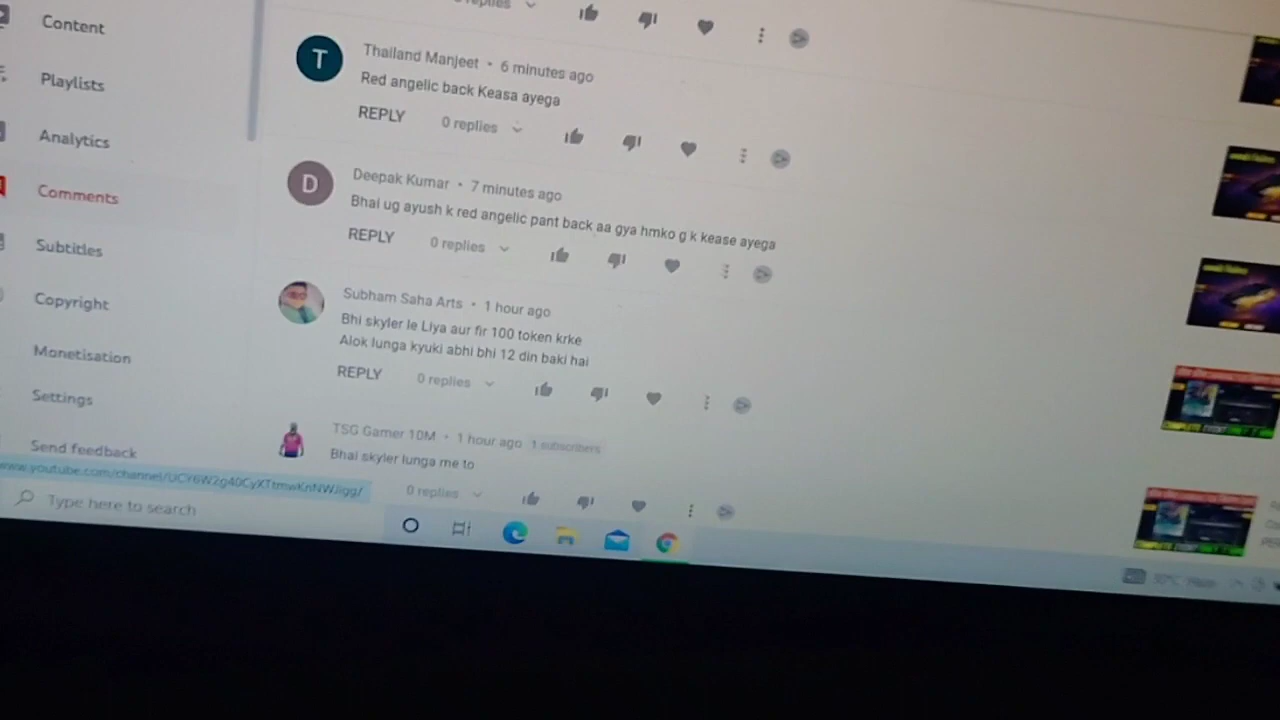 Content
Playlists
Analytics
Comments
Subtitles
Copyright
Monetisation
Settings
Send feedback
replies
Thailand Manjeet • 6 minutes ago
Red angelic back Keasa ayega
REPLY 0 replies
Deepak Kumar • 7 minutes ago
Bhai ug ayush k red angelic pant back aa gya hmko g k kease ayega
REPLY 0 replies
Subham Saha Arts • 1 hour ago
Bhi skyler le Liya aur fir 100 token krke
Alok lunga kyuki abhi bhi 12 din baki hai
REPLY 0 replies
TSG Gamer 10M • 1 hour ago 1 subscribers
Bhai skyler lunga me to
0 replies
Type here to search